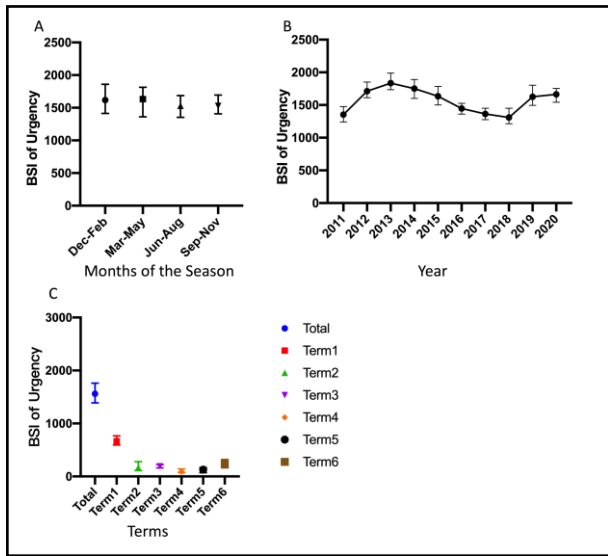 A
BSI of Urgency
2500
2000
1500
1000
500
0
Dec-Feb
Mar-May
Jun-Aug
Sep-Nov
Months of the Season
B
BSI of Urgency
2500
2000
1500
1000
500
0
2011
2012
2013
2014
2015
2016
2017
2018
2019
2020
Year
C
BSI of Urgency
3000
2000
1000
0
Total
Term1
Term2
Term3
Term4
Term5
Term6
Terms
Total
Term1
Term2
Term3
Term4
Term5
Term6